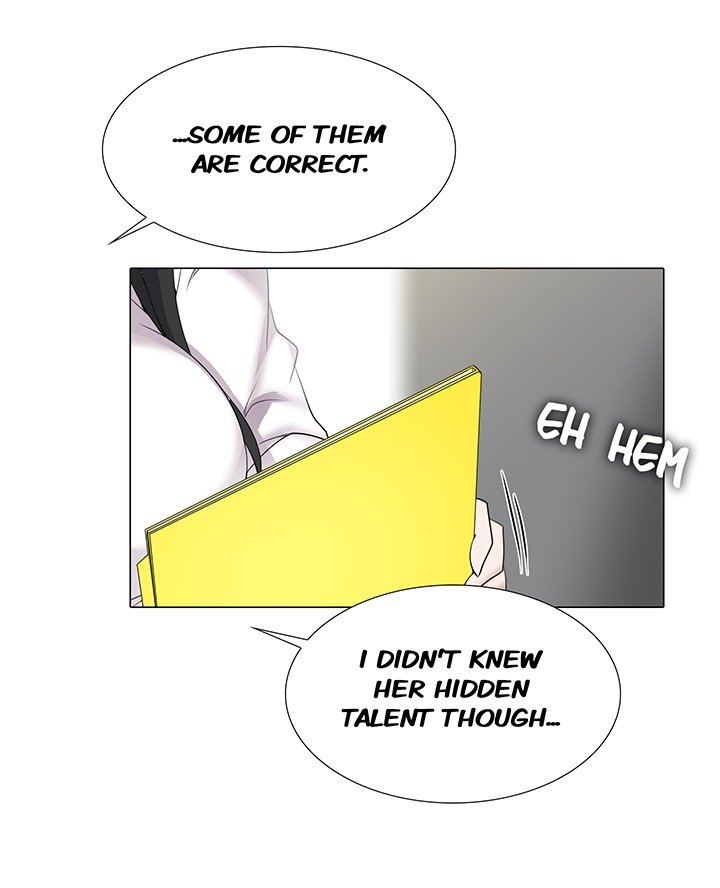 ...SOME OF THEM
ARE CORRECT.
EH HEM
I DIDN'T KNEW
HER HIDDEN
TALENT THOUGH...